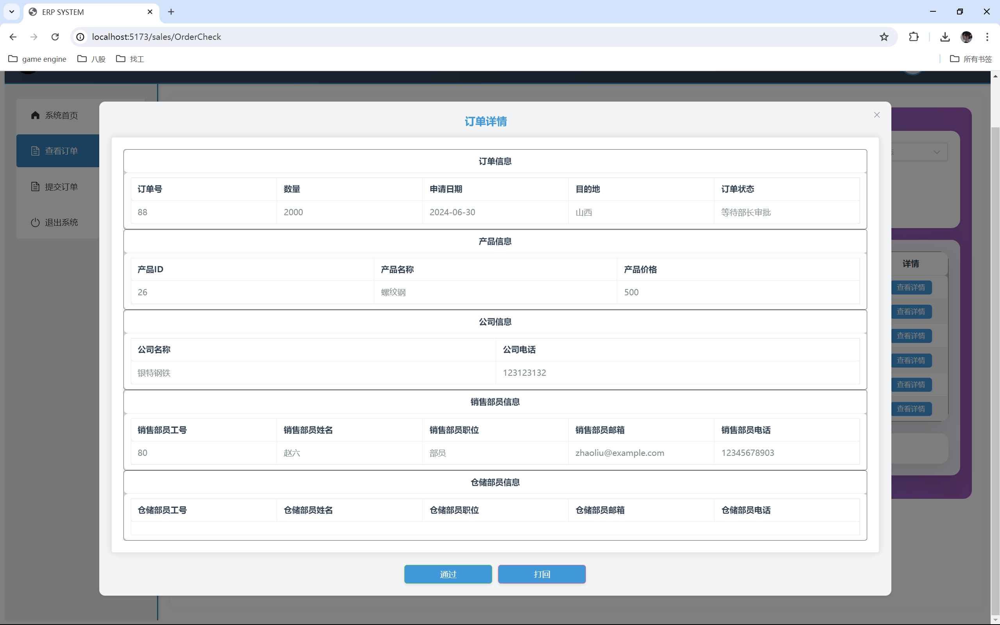 ERP SYSTEM
localhost:5173/sales/OrderCheck
game engine 八股 找工 所有书签
系统首页
查看订单
提交订单
退出系统
订单详情
订单信息
订单号 数量 申请日期 目的地 订单状态
88 2000 2024-06-30 山西 等待部长审批
产品信息
产品ID 产品名称 产品价格
26 螺纹钢 500
公司信息
公司名称 公司电话
银特钢铁 123123132
销售部员信息
销售部员工号 销售部员姓名 销售部员职位 销售部员邮箱 销售部员电话
80 赵六 部员 zhaoliu@example.com 12345678903
仓储部员信息
仓储部员工号 仓储部员姓名 仓储部员职位 仓储部员邮箱 仓储部员电话
通过 打回
详情
查看详情
查看详情
查看详情
查看详情
查看详情
查看详情